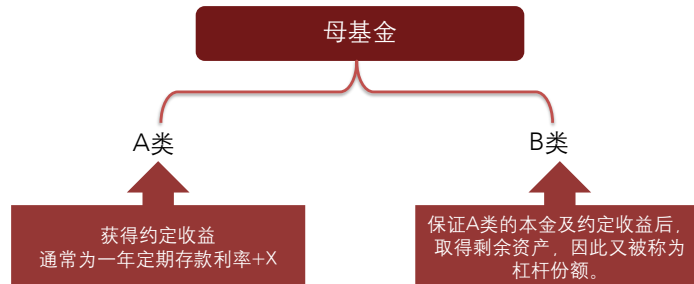 母基金
A类
B类
获得约定收益
通常为一年定期存款利率+X
保证A类的本金及约定收益后，
取得剩余资产，因此又被称为
杠杆份额。